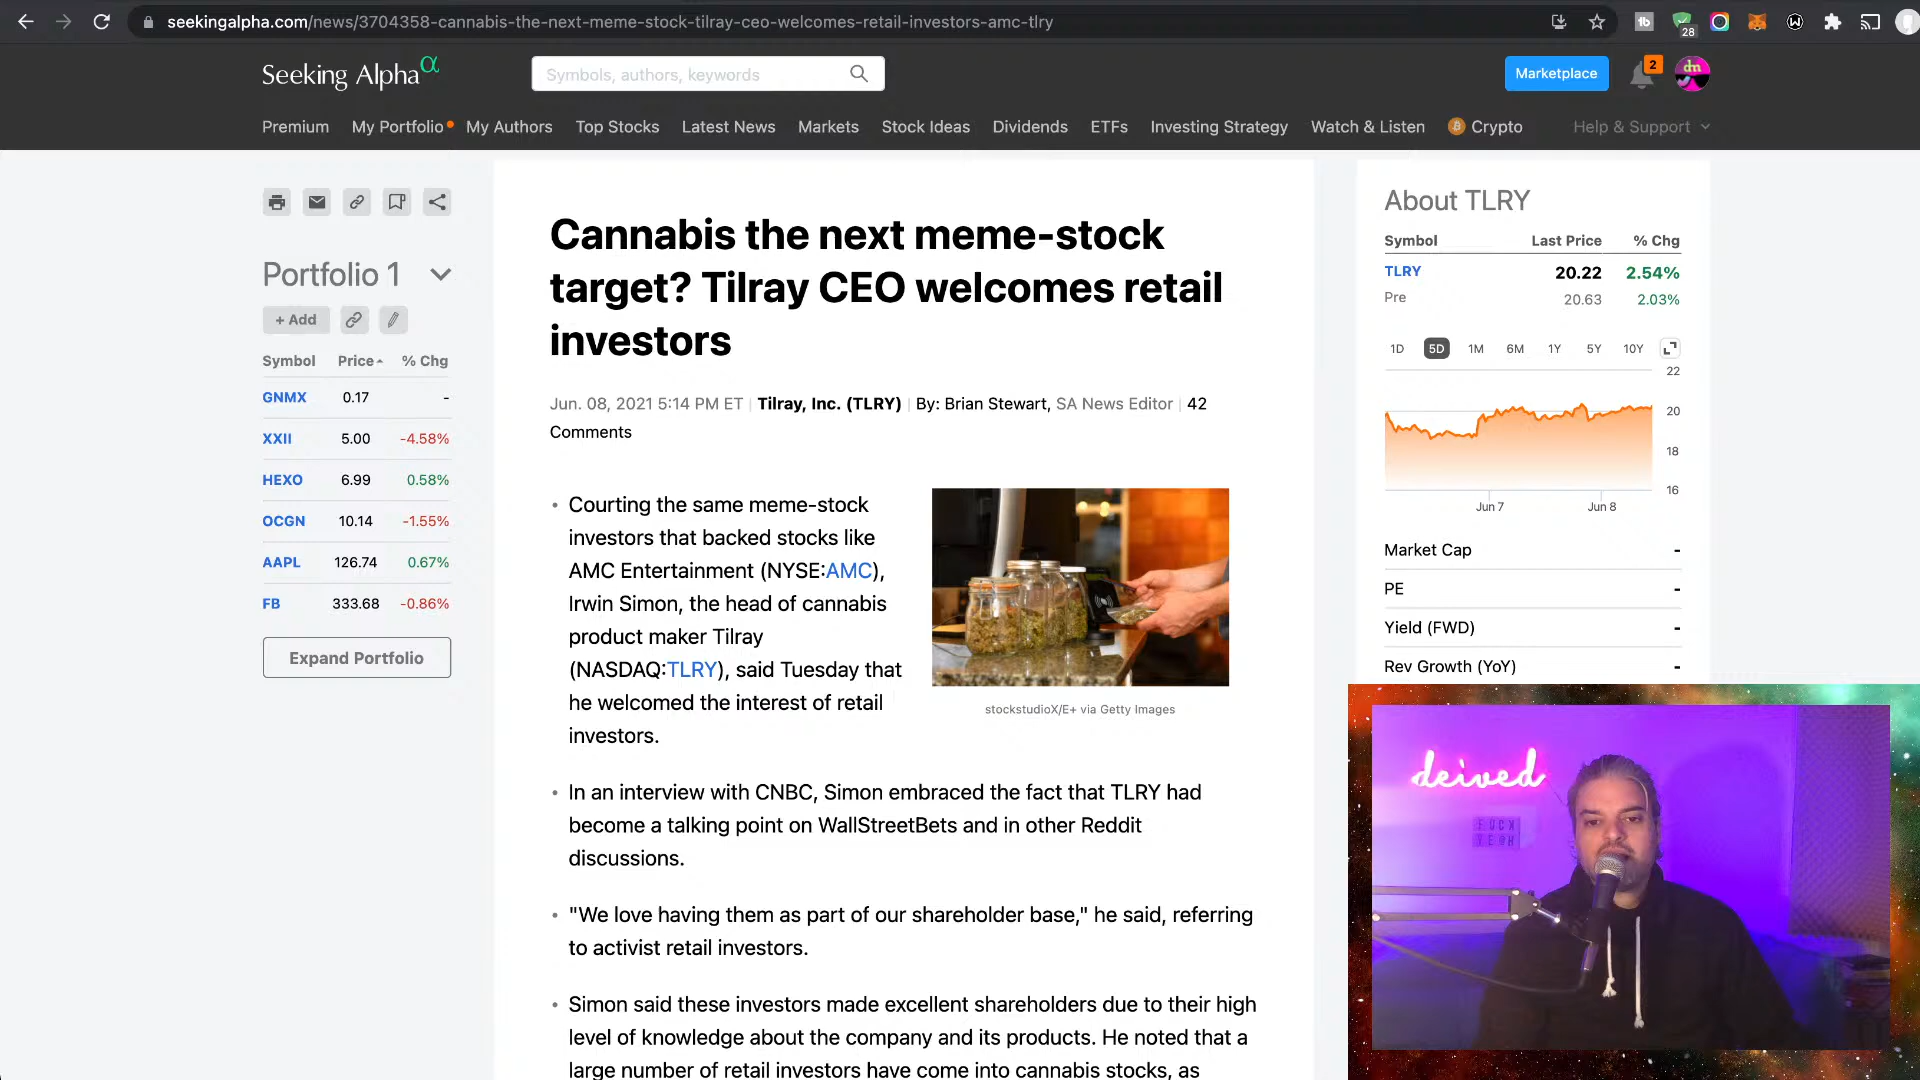 seekingalpha.com/news/3704358-cannabis-the-next-meme-stock-tilray-ceo-welcomes-retail-investors-amc-tlry
28
Seeking Alpha α
Symbols, authors, keywords
Marketplace
2
dm
Premium My Portfolio My Authors Top Stocks Latest News Markets Stock Ideas Dividends ETFs Investing Strategy Watch & Listen Crypto Help & Support
Portfolio 1
+ Add
Symbol Price % Chg
GNMX 0.17 -
XXII 5.00 -4.58%
HEXO 6.99 0.58%
OCGN 10.14 -1.55%
AAPL 126.74 0.67%
FB 333.68 -0.86%
Expand Portfolio
Cannabis the next meme-stock
target? Tilray CEO welcomes retail
investors
Jun. 08, 2021 5:14 PM ET | Tilray, Inc. (TLRY) | By: Brian Stewart, SA News Editor | 42
Comments
• Courting the same meme-stock
investors that backed stocks like
AMC Entertainment (NYSE:AMC),
Irwin Simon, the head of cannabis
product maker Tilray
(NASDAQ:TLRY), said Tuesday that
he welcomed the interest of retail
investors.
stockstudioX/E+ via Getty Images
• In an interview with CNBC, Simon embraced the fact that TLRY had
become a talking point on WallStreetBets and in other Reddit
discussions.
• "We love having them as part of our shareholder base," he said, referring
to activist retail investors.
• Simon said these investors made excellent shareholders due to their high
level of knowledge about the company and its products. He noted that a
large number of retail investors have come into cannabis stocks, as
About TLRY
Symbol Last Price % Chg
TLRY 20.22 2.54%
Pre 20.63 2.03%
1D 5D 1M 6M 1Y 5Y 10Y
22
20
18
16
Jun 7 Jun 8
Market Cap -
PE -
Yield (FWD) -
Rev Growth (YoY) -
deived
FUCK
YEAH